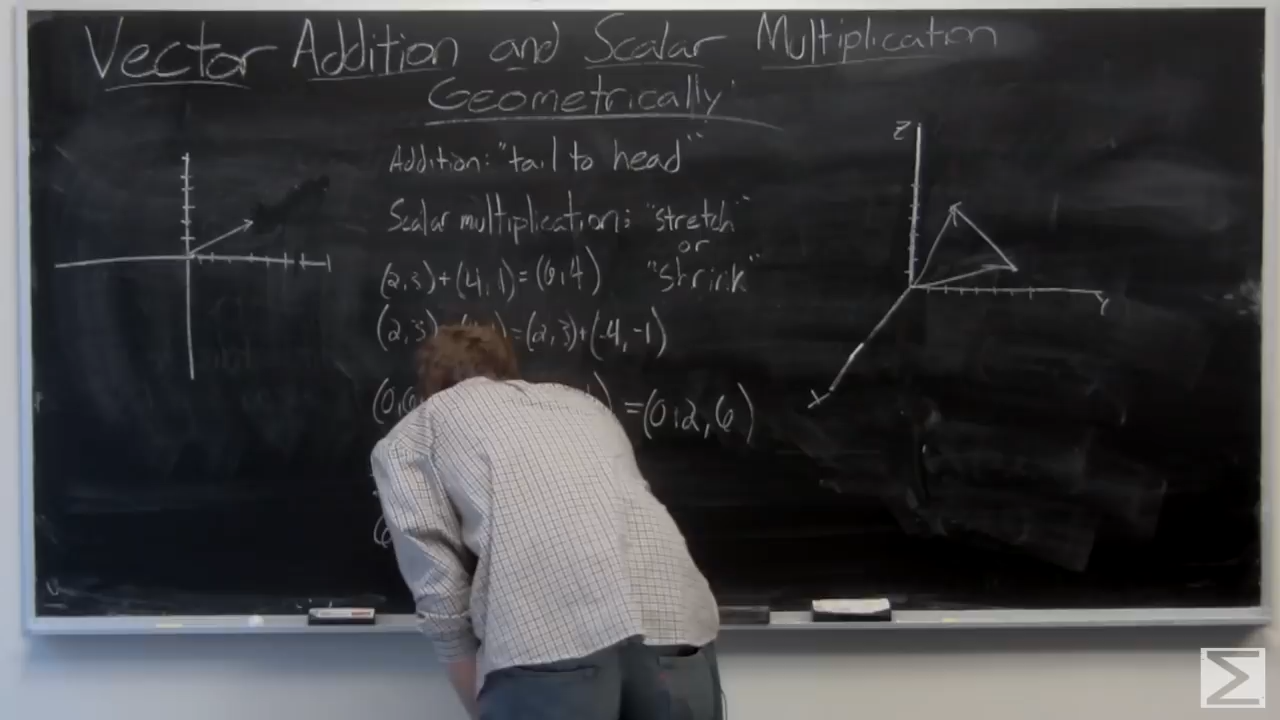 Vector Addition and Scalar Multiplication
Geometrically
Addition: "tail to head"
Scalar multiplication: "stretch"
or
"shrink"
(2,3)+(4,1)=(6,4)
(2,3) =(2,3)+(-4,-1)
=(0,2,6)
Z
Y
X
Σ